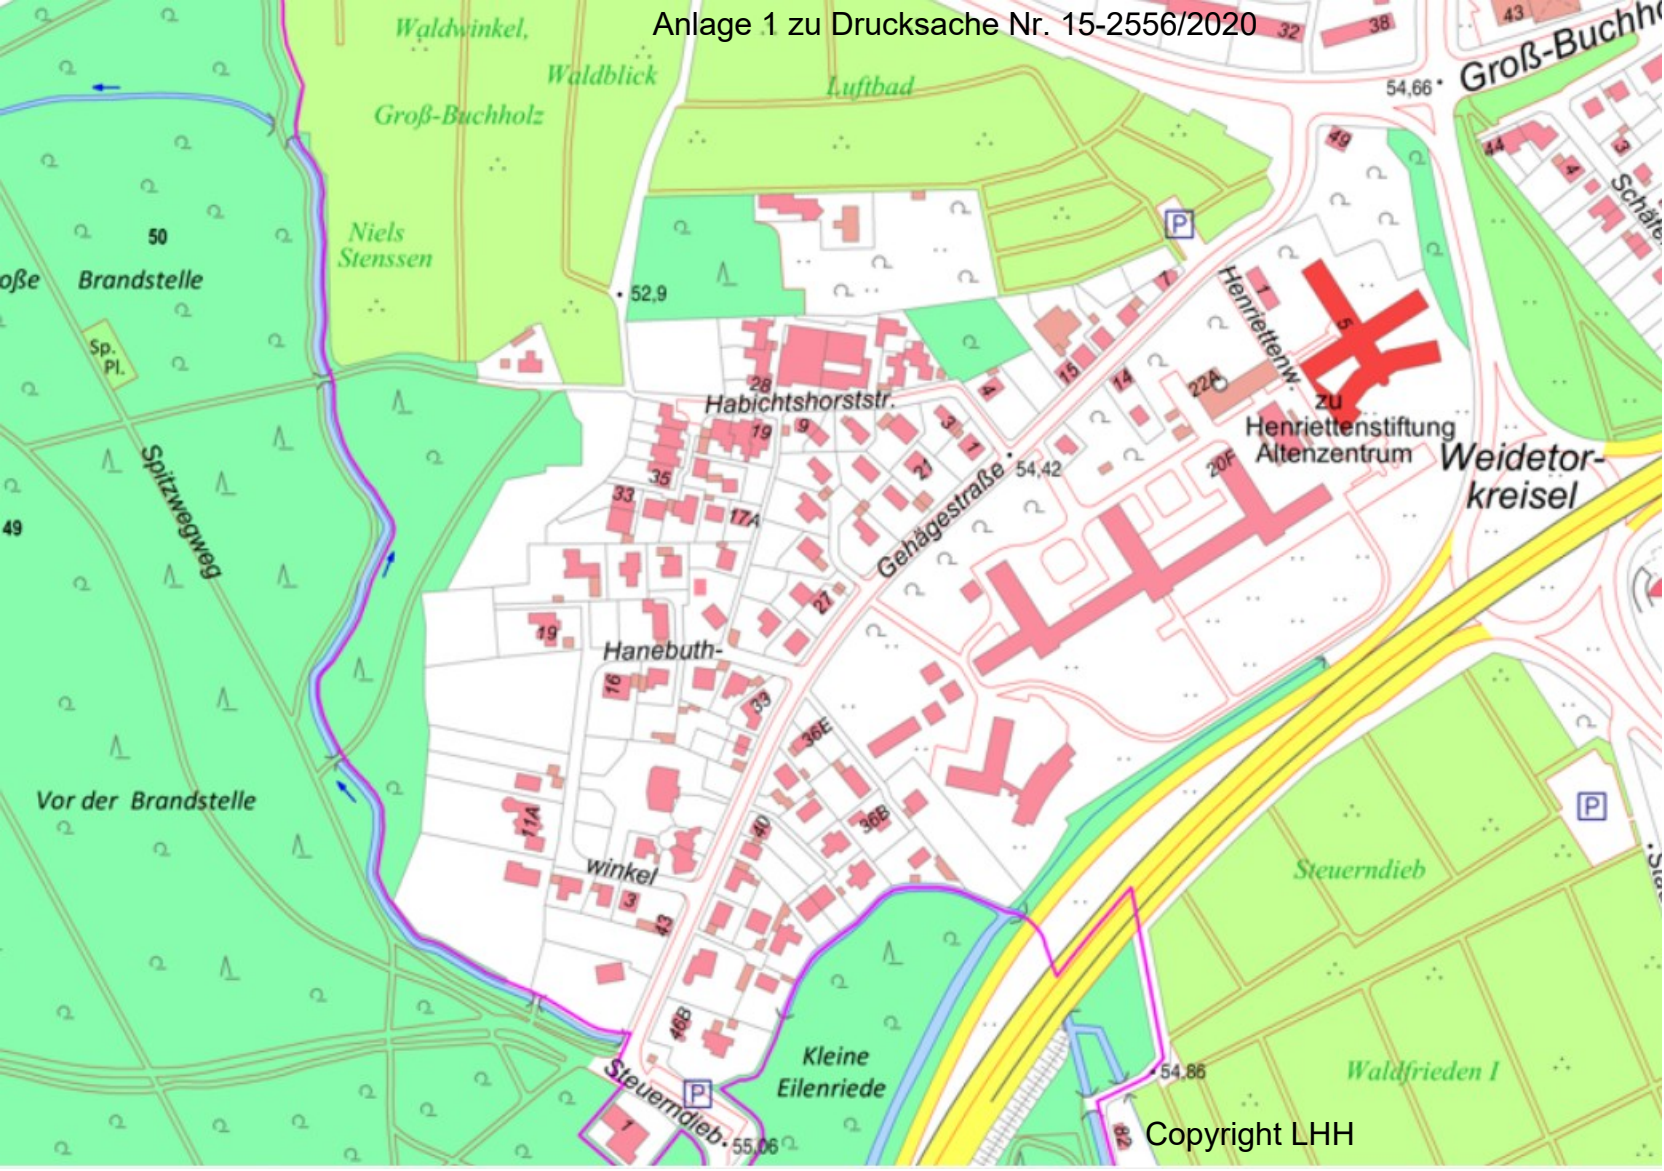 Anlage 1 zu Drucksache Nr. 15-2556/2020
Waldwinkel,
Waldblick
Groß-Buchholz
Luftbad
32
38
43
54,66
Groß-Buchho
49
44
4
3
Schäfe
50
oße Brandstelle
Niels
Stenssen
52,9
P
7
Henriettenw.
1
5
Sp.
Pl.
28
Habichtshorststr.
15
14
22A
4
19
9
3
1
21
zu
Henriettenstiftung
Altenzentrum
Weidetor-
kreisel
54,42
20F
35
33
17A
Gehägestraße
Spitzwegweg
49
27
19
Hanebuth-
16
33
36E
Vor der Brandstelle
11A
40
36B
winkel
3
43
P
Steuerndieb
46B
Kleine
Eilenriede
Steuerndieb
P
1
55,06
54,86
Waldfrieden I
82
Copyright LHH